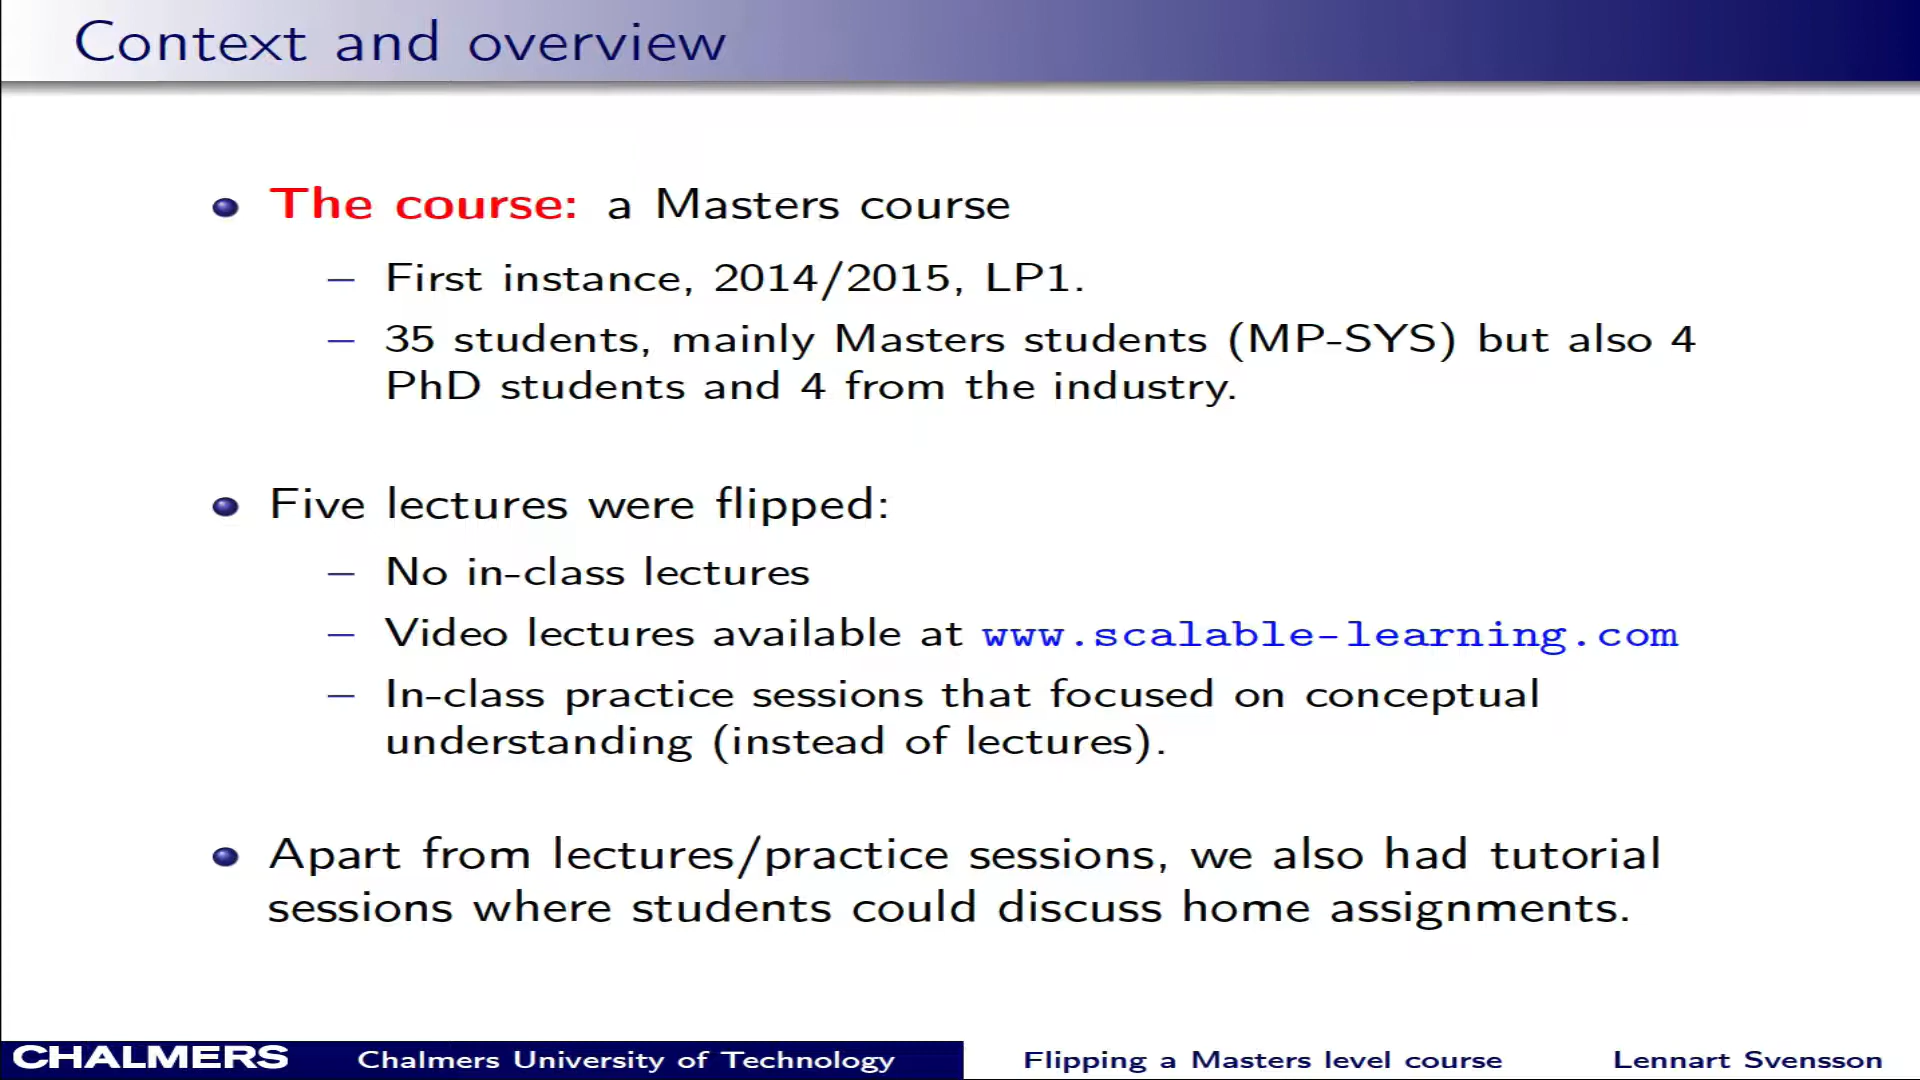 Context and overview
The course: a Masters course
– First instance, 2014/2015, LP1.
– 35 students, mainly Masters students (MP-SYS) but also 4
PhD students and 4 from the industry.
Five lectures were flipped:
– No in-class lectures
– Video lectures available at www.scalable-learning.com
– In-class practice sessions that focused on conceptual
understanding (instead of lectures).
Apart from lectures/practice sessions, we also had tutorial
sessions where students could discuss home assignments.
CHALMERS Chalmers University of Technology Flipping a Masters level course Lennart Svensson